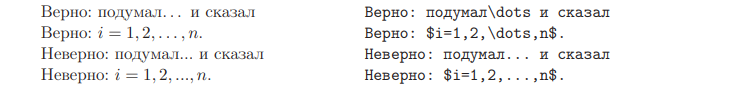 Верно: подумал… и сказал
Верно: i = 1, 2, …, n.
Неверно: подумал... и сказал
Неверно: i = 1, 2, ..., n.
Верно: подумал\dots и сказал
Верно: $i=1,2,\dots,n$.
Неверно: подумал... и сказал
Неверно: $i=1,2,...,n$.